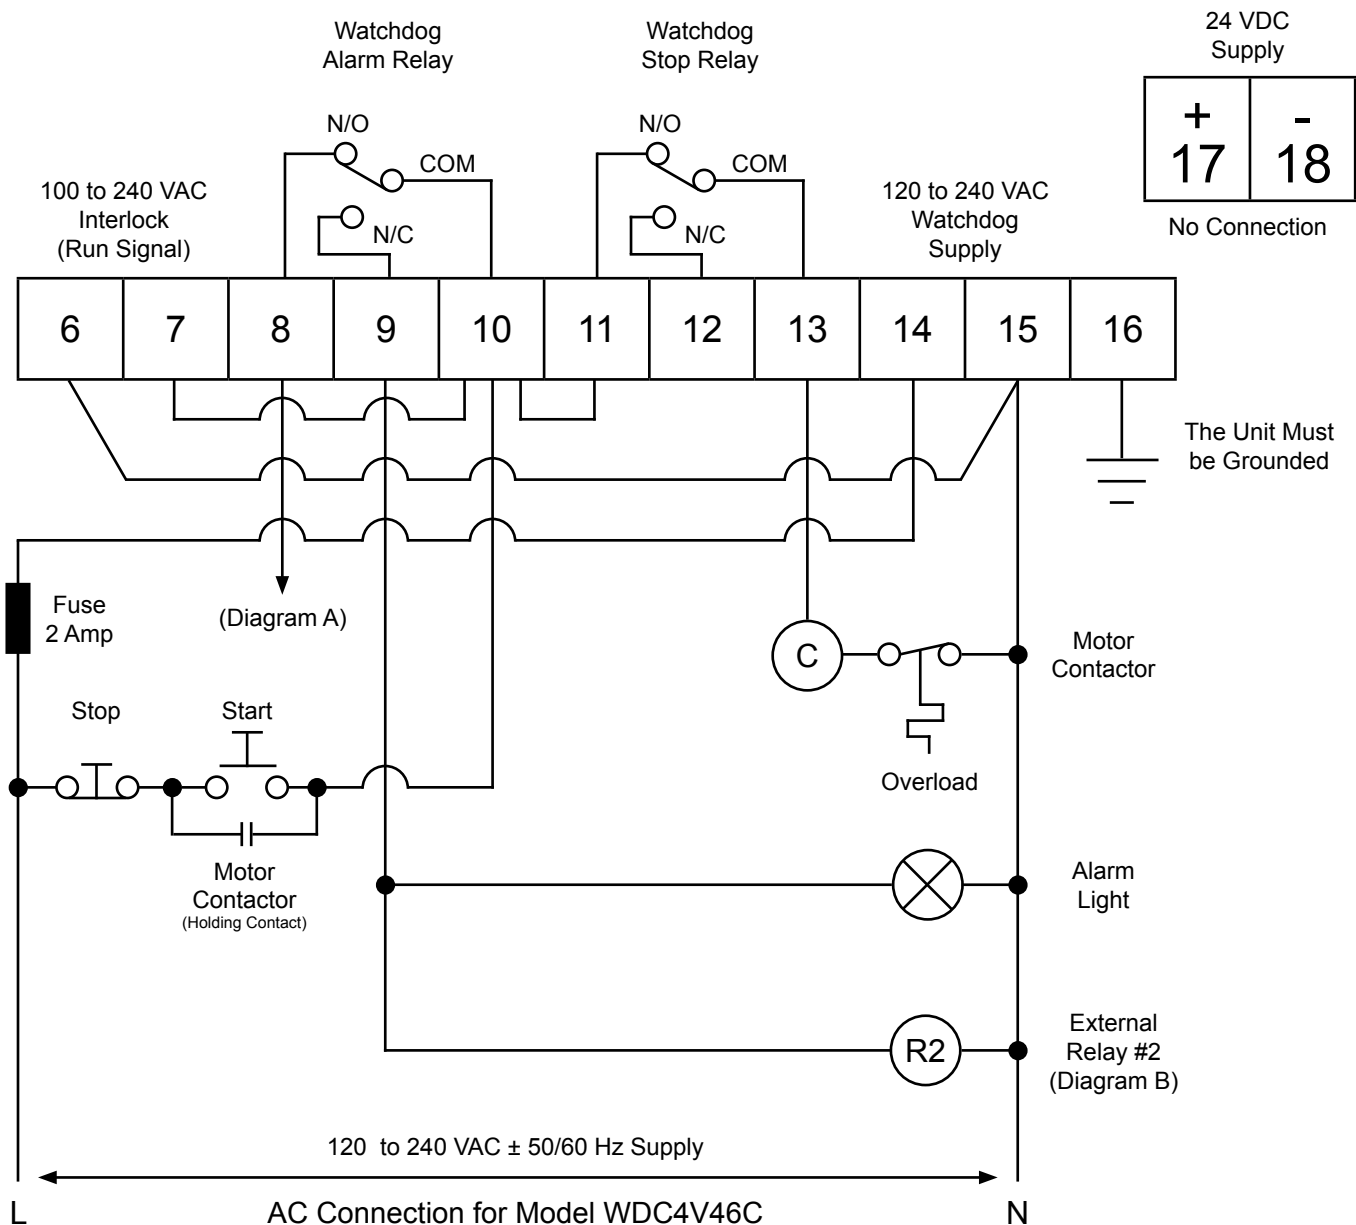 Watchdog
Alarm Relay
Watchdog
Stop Relay
24 VDC
Supply
+
-
17
18
No Connection
N/O
COM
N/C
N/O
COM
N/C
100 to 240 VAC
Interlock
(Run Signal)
120 to 240 VAC
Watchdog
Supply
6 7 8 9 10 11 12 13 14 15 16
The Unit Must
be Grounded
Fuse
2 Amp
(Diagram A)
C
Motor
Contactor
Overload
Stop
Start
Motor
Contactor
(Holding Contact)
Alarm
Light
R2
External
Relay #2
(Diagram B)
120 to 240 VAC ± 50/60 Hz Supply
L
AC Connection for Model WDC4V46C
N